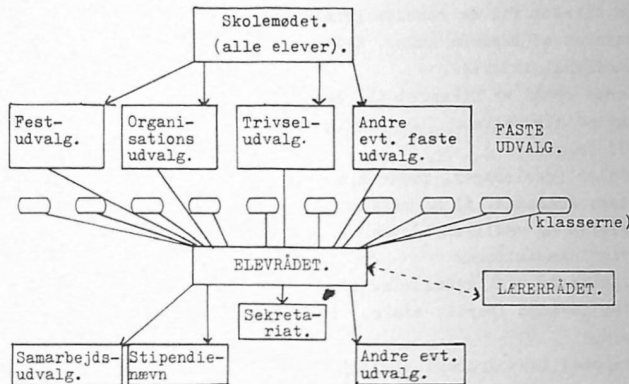 Skolemødet.
(alle elever).
Fest-
udvalg.
Organi-
sations
udvalg.
Trivsel-
udvalg.
Andre
evt. faste
udvalg.
FASTE
UDVALG.
(klasserne)
ELEVRÅDET.
LÆRERRÅDET.
Sekreta-
riat.
Samarbejds-
udvalg.
Stipendie-
nævn
Andre evt.
udvalg.